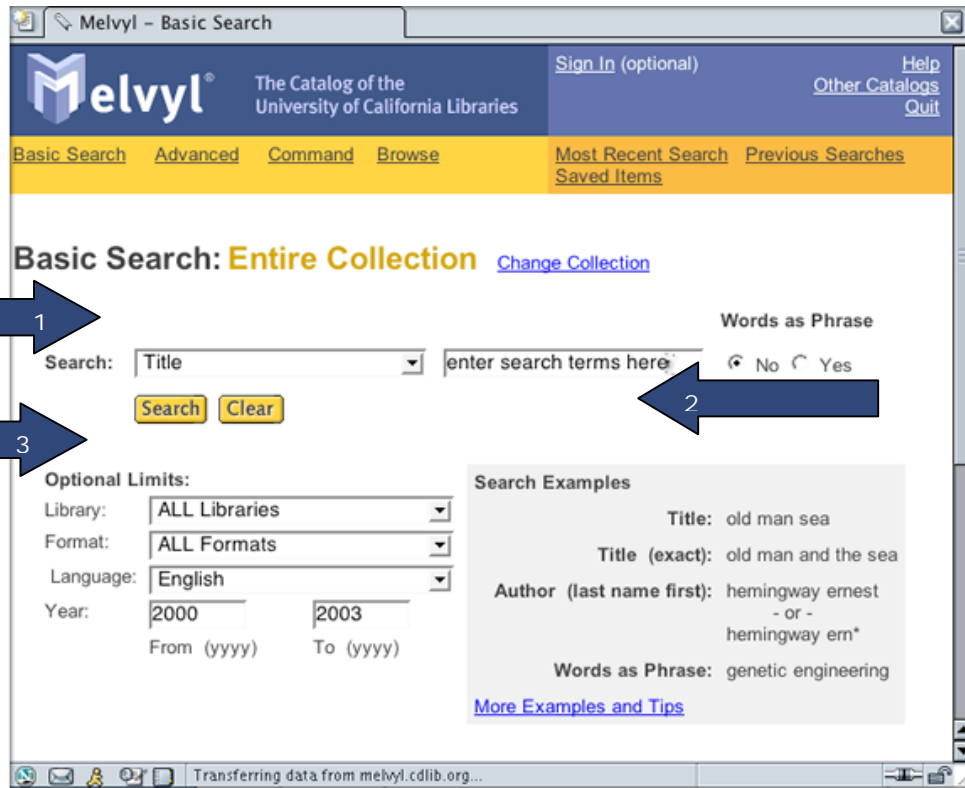 Melvyl – Basic Search
Melvyl®
The Catalog of the
University of California Libraries
Sign In (optional)
Help
Other Catalogs
Quit
Basic Search Advanced Command Browse
Most Recent Search Previous Searches
Saved Items
Basic Search: Entire Collection Change Collection
1
Words as Phrase
Search: Title enter search terms here No Yes
Search Clear
2
3
Optional Limits:
Library: ALL Libraries
Format: ALL Formats
Language: English
Year: 2000 2003
From (yyyy) To (yyyy)
Search Examples
Title: old man sea
Title (exact): old man and the sea
Author (last name first): hemingway ernest
- or -
hemingway ern*
Words as Phrase: genetic engineering
More Examples and Tips
Transferring data from melvyl.cdlib.org...